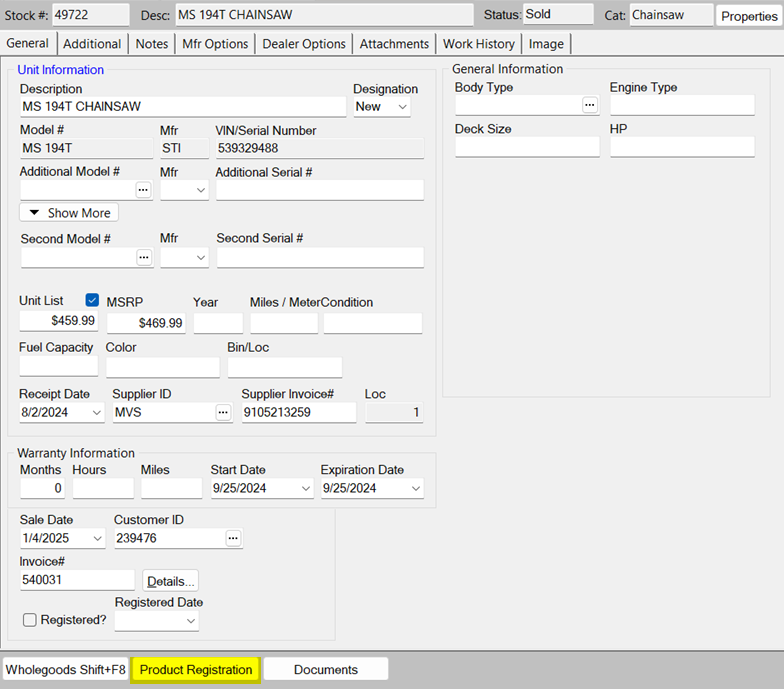 Stock #: 49722 Desc: MS 194T CHAINSAW Status: Sold Cat: Chainsaw Properties
General Additional Notes Mfr Options Dealer Options Attachments Work History Image
Unit Information
Description Designation
MS 194T CHAINSAW New
Model # Mfr VIN/Serial Number
MS 194T STI 539329488
Additional Model # Mfr Additional Serial #
...
Show More
Second Model # Mfr Second Serial #
...
Unit List MSRP Year Miles / MeterCondition
$459.99 $469.99
Fuel Capacity Color Bin/Loc
Receipt Date Supplier ID Supplier Invoice# Loc
8/2/2024 MVS ... 9105213259 1
Warranty Information
Months Hours Miles Start Date Expiration Date
0 9/25/2024 9/25/2024
Sale Date Customer ID
1/4/2025 239476 ...
Invoice#
540031 Details...
Registered Date
Registered?
General Information
Body Type Engine Type
...
Deck Size HP
Wholegoods Shift+F8 Product Registration Documents